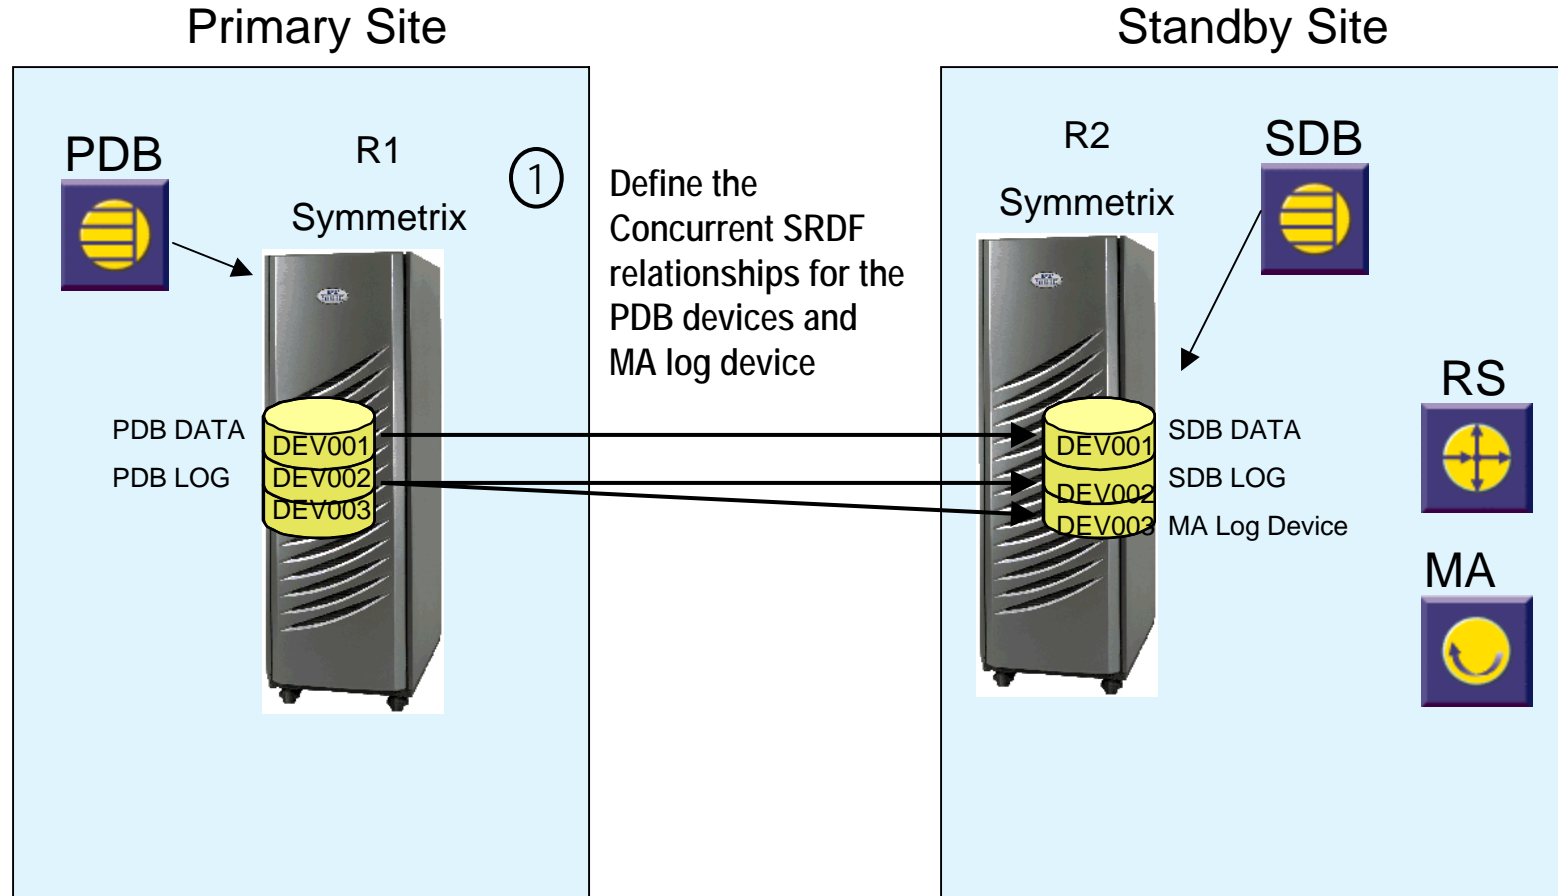 Primary Site
Standby Site
PDB
R1
Symmetrix
1
Define the
Concurrent SRDF
relationships for the
PDB devices and
MA log device
R2
Symmetrix
SDB
RS
MA
PDB DATA
PDB LOG
DEV001
DEV002
DEV003
DEV001
DEV002
DEV003
SDB DATA
SDB LOG
MA Log Device